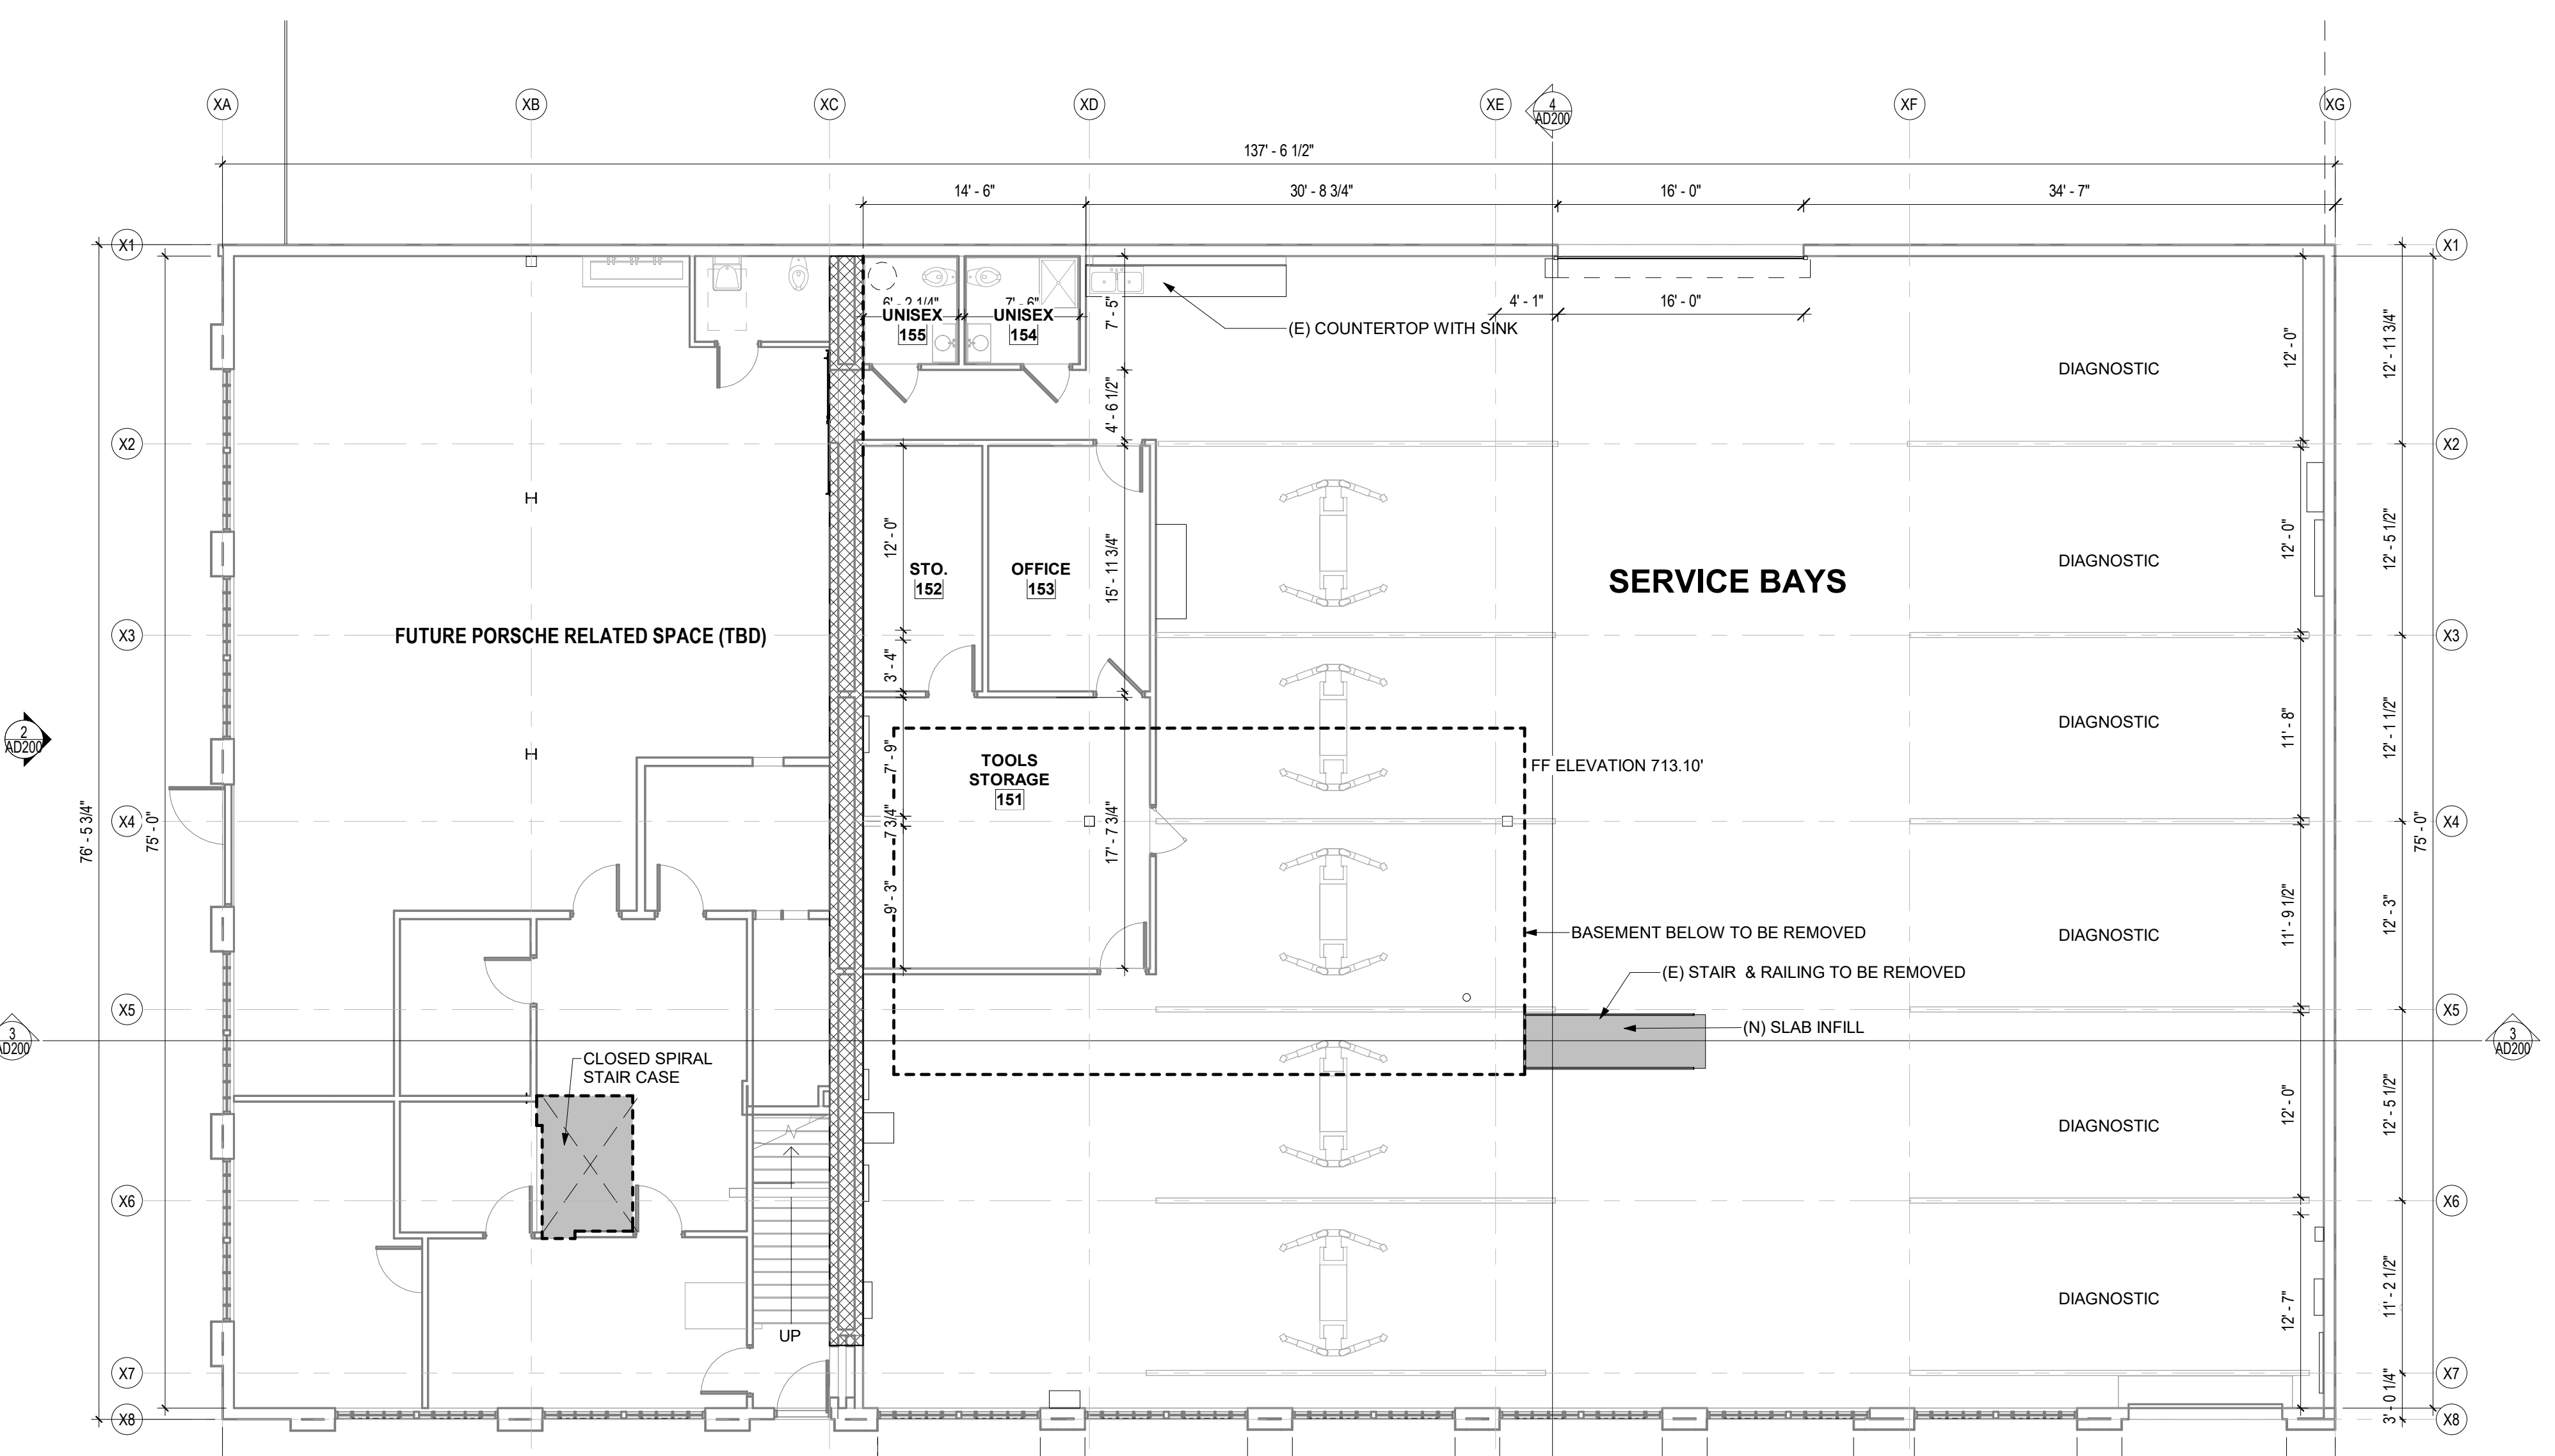 XA
XB
XC
XD
XE
4
AD200
XF
XG
137' - 6 1/2"
14' - 6"
30' - 8 3/4"
16' - 0"
34' - 7"
X1
X1
6' - 2 1/4"
7' - 6"
UNISEX
155
UNISEX
154
7' - 5"
(E) COUNTERTOP WITH SINK
4' - 1"
16' - 0"
12' - 0"
12' - 11 3/4"
DIAGNOSTIC
4' - 6 1/2"
X2
X2
12' - 0"
STO.
152
OFFICE
153
15' - 11 3/4"
SERVICE BAYS
DIAGNOSTIC
12' - 0"
12' - 5 1/2"
X3
FUTURE PORSCHE RELATED SPACE (TBD)
X3
3' - 4"
2
AD200
7' - 9"
TOOLS
STORAGE
151
FF ELEVATION 713.10'
DIAGNOSTIC
11' - 8"
12' - 1 1/2"
76' - 5 3/4"
75' - 0"
X4
7 3/4"
17' - 7 3/4"
75' - 0"
X4
9' - 3"
BASEMENT BELOW TO BE REMOVED
DIAGNOSTIC
11' - 9 1/2"
12' - 3"
(E) STAIR & RAILING TO BE REMOVED
X5
X5
(N) SLAB INFILL
3
AD200
3
AD200
CLOSED SPIRAL
STAIR CASE
DIAGNOSTIC
12' - 0"
12' - 5 1/2"
X6
X6
DIAGNOSTIC
12' - 7"
11' - 2 1/2"
UP
X7
X7
3' - 0 1/4"
X8
X8